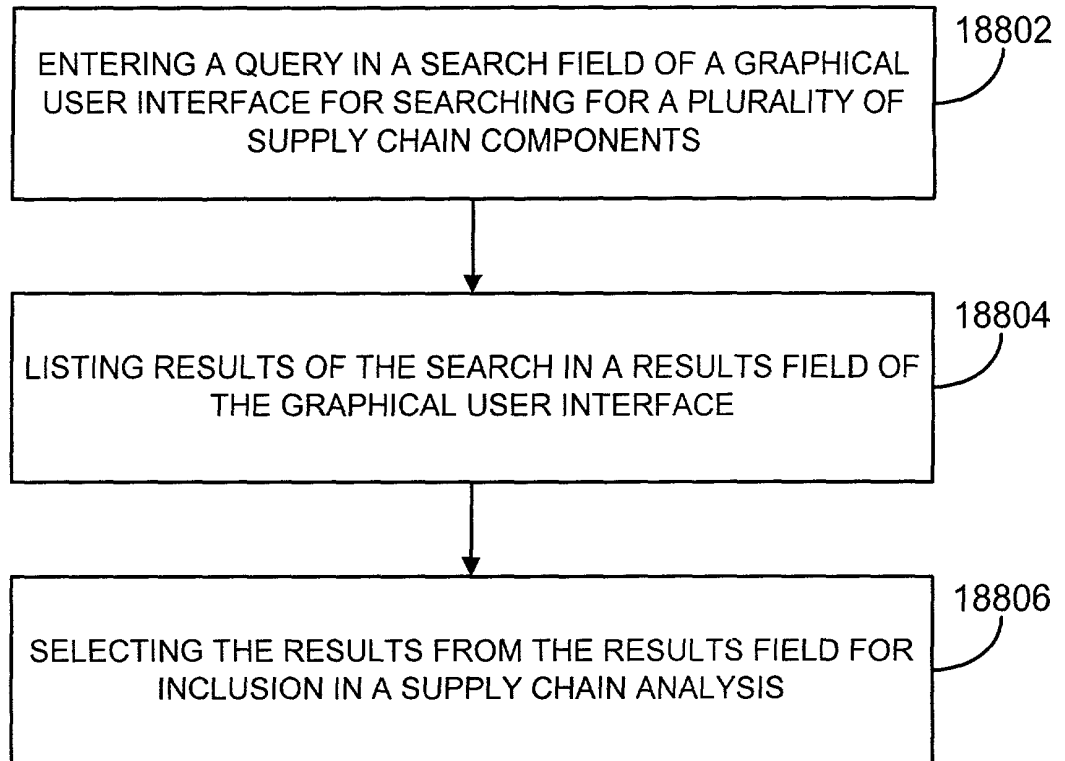 18802
ENTERING A QUERY IN A SEARCH FIELD OF A GRAPHICAL
USER INTERFACE FOR SEARCHING FOR A PLURALITY OF
SUPPLY CHAIN COMPONENTS
18804
LISTING RESULTS OF THE SEARCH IN A RESULTS FIELD OF
THE GRAPHICAL USER INTERFACE
18806
SELECTING THE RESULTS FROM THE RESULTS FIELD FOR
INCLUSION IN A SUPPLY CHAIN ANALYSIS